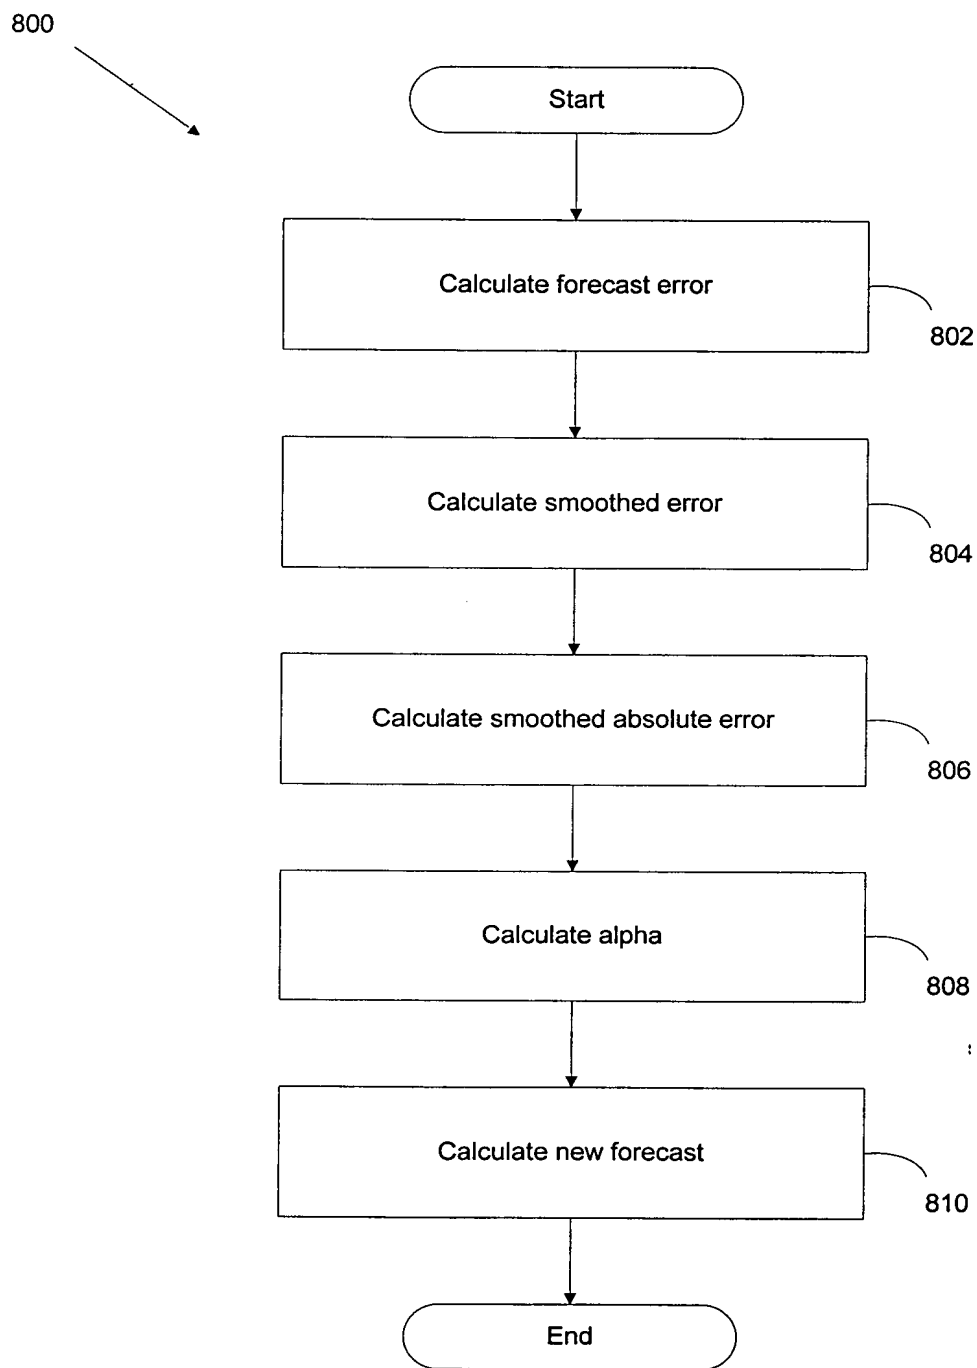 800
Start
Calculate forecast error
802
Calculate smoothed error
804
Calculate smoothed absolute error
806
Calculate alpha
808
Calculate new forecast
810
End